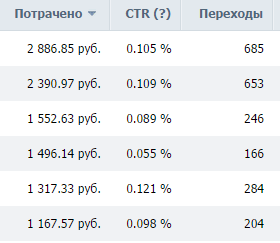 Потрачено CTR (?) Переходы
2 886.85 руб. 0.105 % 685
2 390.97 руб. 0.109 % 653
1 552.63 руб. 0.089 % 246
1 496.14 руб. 0.055 % 166
1 317.33 руб. 0.121 % 284
1 167.57 руб. 0.098 % 204